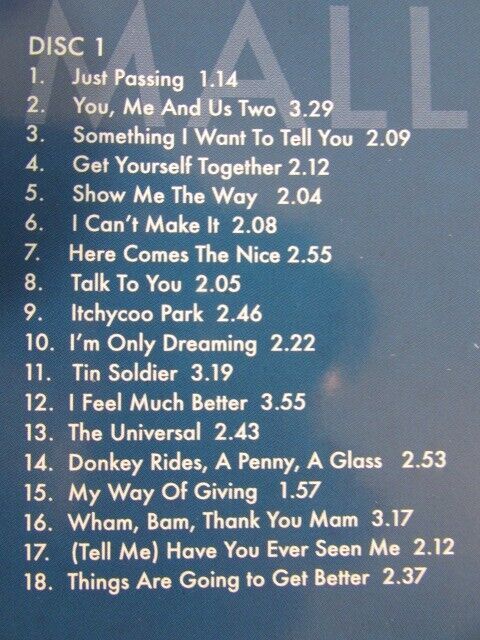 MALL
DISC 1
1. Just Passing 1.14
2. You, Me And Us Two 3.29
3. Something I Want To Tell You 2.09
4. Get Yourself Together 2.12
5. Show Me The Way 2.04
6. I Can't Make It 2.08
7. Here Comes The Nice 2.55
8. Talk To You 2.05
9. Itchycoo Park 2.46
10. I'm Only Dreaming 2.22
11. Tin Soldier 3.19
12. I Feel Much Better 3.55
13. The Universal 2.43
14. Donkey Rides, A Penny, A Glass 2.53
15. My Way Of Giving 1.57
16. Wham, Bam, Thank You Mam 3.17
17. (Tell Me) Have You Ever Seen Me 2.12
18. Things Are Going to Get Better 2.37